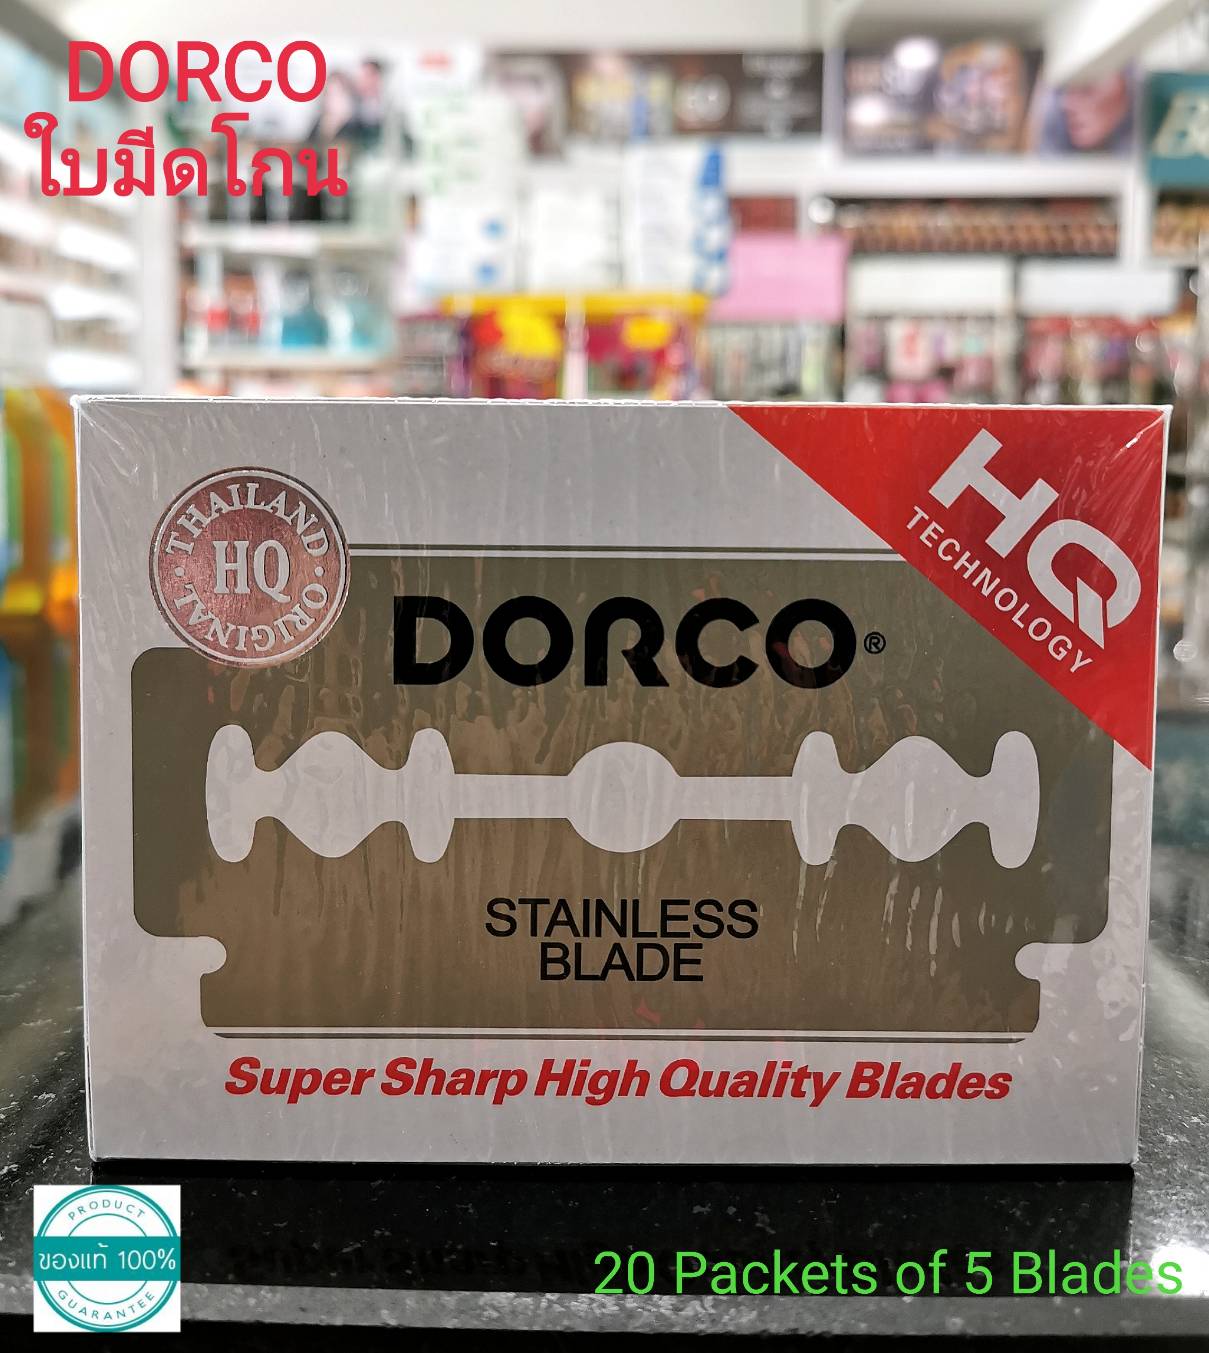 DORCO
ใบมีดโกน
THAILAND · ORIGINAL ·
HQ
HQ
TECHNOLOGY
DORCO®
STAINLESS
BLADE
Super Sharp High Quality Blades
PRODUCT
ของแท้ 100%
GUARANTEE
20 Packets of 5 Blades